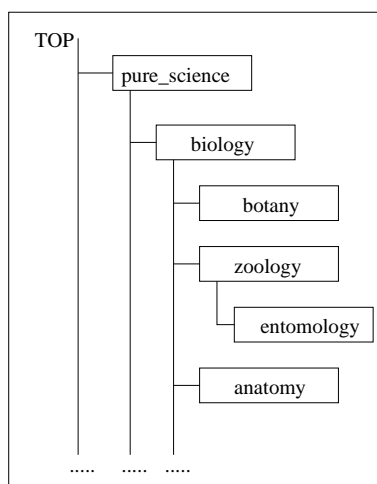 TOP
pure_science
biology
botany
zoology
entomology
anatomy
..... ..... .....